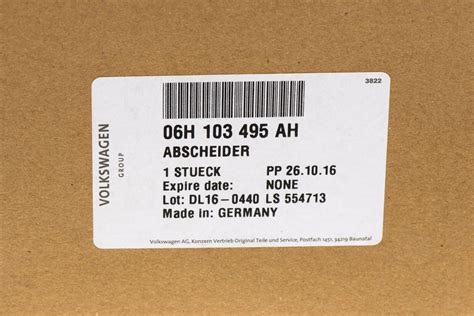 3822
VOLKSWAGEN
GROUP
06H 103 495 AH
ABSCHEIDER
1 STUECK PP 26.10.16
Expire date: NONE
Lot: DL16-0440 LS 554713
Made in: GERMANY
Volkswagen AG, Konzern Vertrieb Original Teile und Service, Postfach 1451. 34219 Baunatal